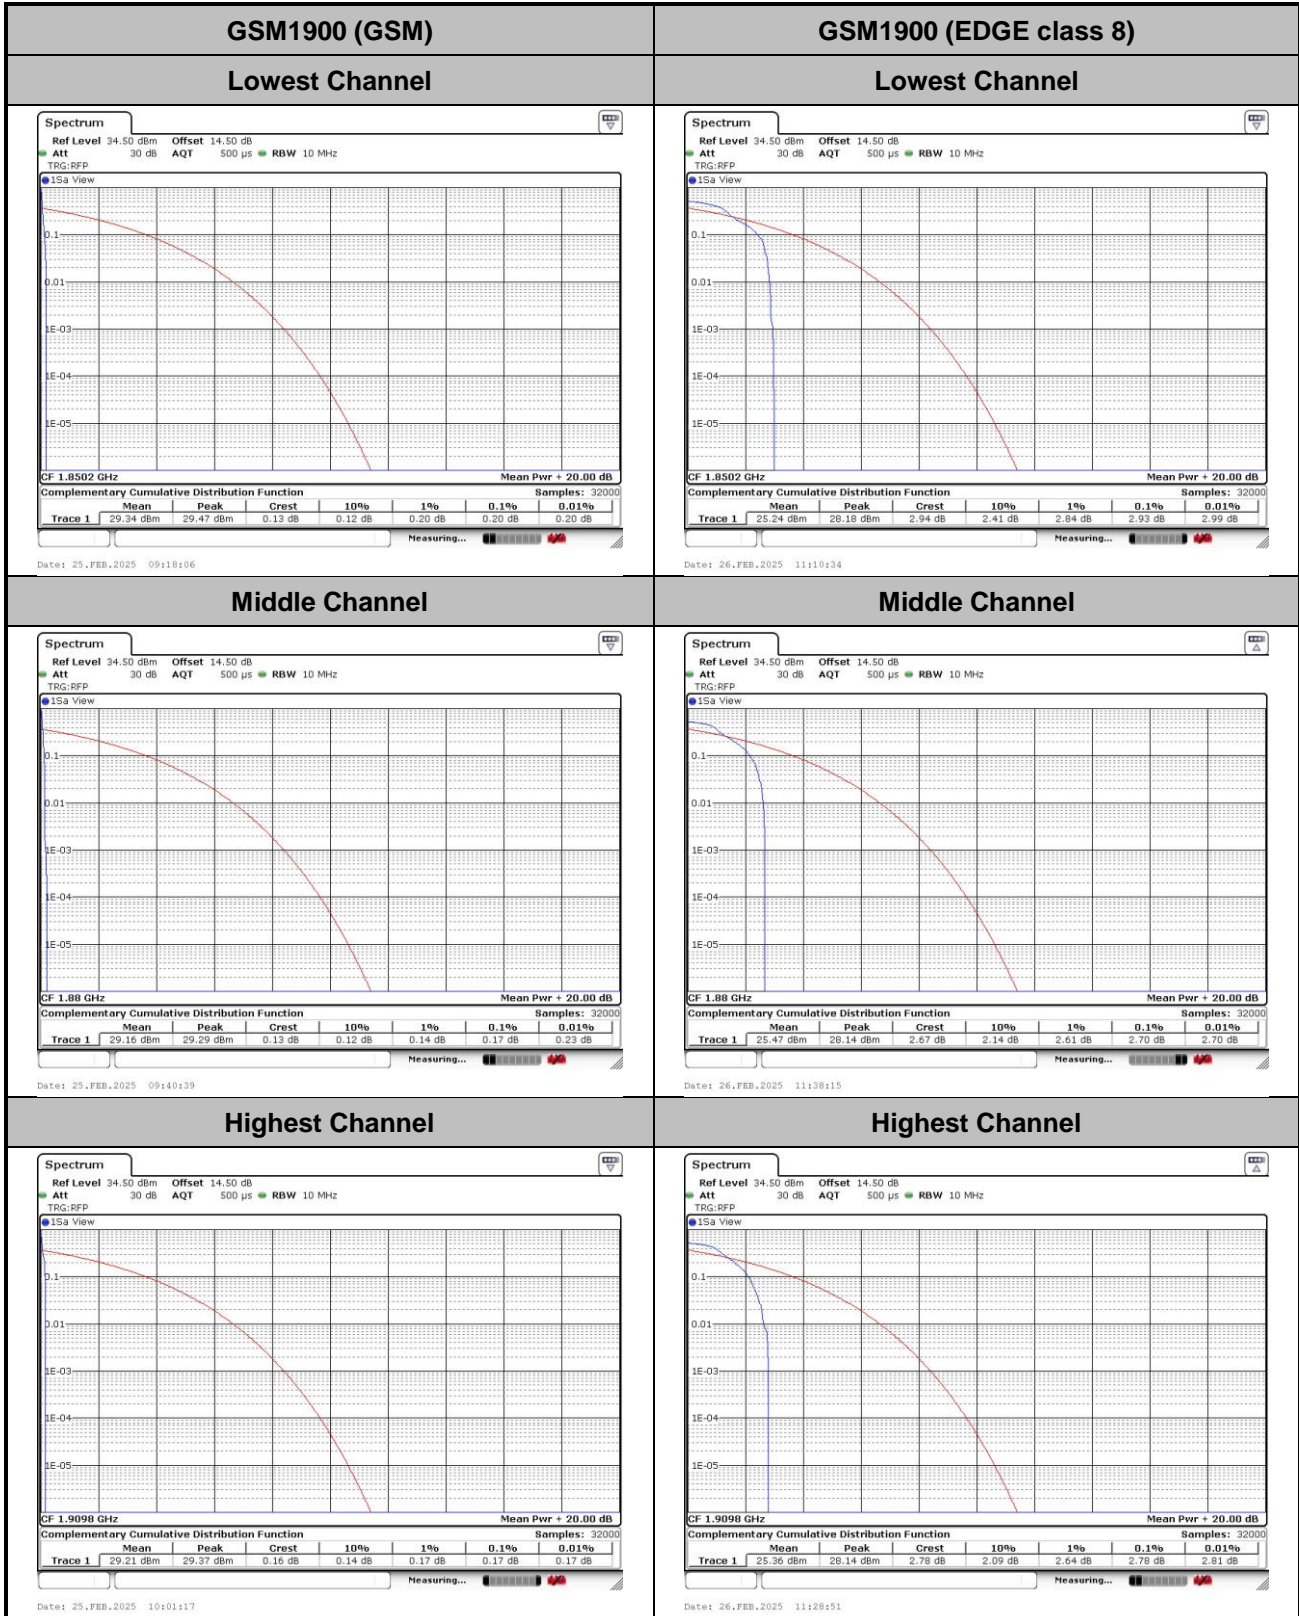 GSM1900 (GSM) GSM1900 (EDGE class 8)
Lowest Channel Lowest Channel
Spectrum
Ref Level 34.50 dBm Offset 14.50 dB
Att 30 dB AQT 500 µs RBW 10 MHz
TRG:RFP
1Sa View
0.1
0.01
1E-03
1E-04
1E-05
CF 1.8502 GHz Mean Pwr + 20.00 dB
Complementary Cumulative Distribution Function Samples: 32000
Mean Peak Crest 10% 1% 0.1% 0.01%
Trace 1 29.34 dBm 29.47 dBm 0.13 dB 0.12 dB 0.20 dB 0.20 dB 0.20 dB
Measuring...
Date: 25.FEB.2025 09:18:06
Spectrum
Ref Level 34.50 dBm Offset 14.50 dB
Att 30 dB AQT 500 µs RBW 10 MHz
TRG:RFP
1Sa View
0.1
0.01
1E-03
1E-04
1E-05
CF 1.8502 GHz Mean Pwr + 20.00 dB
Complementary Cumulative Distribution Function Samples: 32000
Mean Peak Crest 10% 1% 0.1% 0.01%
Trace 1 25.24 dBm 28.18 dBm 2.94 dB 2.41 dB 2.84 dB 2.93 dB 2.99 dB
Measuring...
Date: 26.FEB.2025 11:10:34
Middle Channel Middle Channel
Spectrum
Ref Level 34.50 dBm Offset 14.50 dB
Att 30 dB AQT 500 µs RBW 10 MHz
TRG:RFP
1Sa View
0.1
0.01
1E-03
1E-04
1E-05
CF 1.88 GHz Mean Pwr + 20.00 dB
Complementary Cumulative Distribution Function Samples: 32000
Mean Peak Crest 10% 1% 0.1% 0.01%
Trace 1 29.16 dBm 29.29 dBm 0.13 dB 0.12 dB 0.14 dB 0.17 dB 0.23 dB
Measuring...
Date: 25.FEB.2025 09:40:39
Spectrum
Ref Level 34.50 dBm Offset 14.50 dB
Att 30 dB AQT 500 µs RBW 10 MHz
TRG:RFP
1Sa View
0.1
0.01
1E-03
1E-04
1E-05
CF 1.88 GHz Mean Pwr + 20.00 dB
Complementary Cumulative Distribution Function Samples: 32000
Mean Peak Crest 10% 1% 0.1% 0.01%
Trace 1 25.47 dBm 28.14 dBm 2.67 dB 2.14 dB 2.61 dB 2.70 dB 2.70 dB
Measuring...
Date: 26.FEB.2025 11:38:15
Highest Channel Highest Channel
Spectrum
Ref Level 34.50 dBm Offset 14.50 dB
Att 30 dB AQT 500 µs RBW 10 MHz
TRG:RFP
1Sa View
0.1
0.01
1E-03
1E-04
1E-05
CF 1.9098 GHz Mean Pwr + 20.00 dB
Complementary Cumulative Distribution Function Samples: 32000
Mean Peak Crest 10% 1% 0.1% 0.01%
Trace 1 29.21 dBm 29.37 dBm 0.16 dB 0.14 dB 0.17 dB 0.17 dB 0.17 dB
Measuring...
Date: 25.FEB.2025 10:01:17
Spectrum
Ref Level 34.50 dBm Offset 14.50 dB
Att 30 dB AQT 500 µs RBW 10 MHz
TRG:RFP
1Sa View
0.1
0.01
1E-03
1E-04
1E-05
CF 1.9098 GHz Mean Pwr + 20.00 dB
Complementary Cumulative Distribution Function Samples: 32000
Mean Peak Crest 10% 1% 0.1% 0.01%
Trace 1 25.36 dBm 28.14 dBm 2.78 dB 2.09 dB 2.64 dB 2.78 dB 2.81 dB
Measuring...
Date: 26.FEB.2025 11:28:51